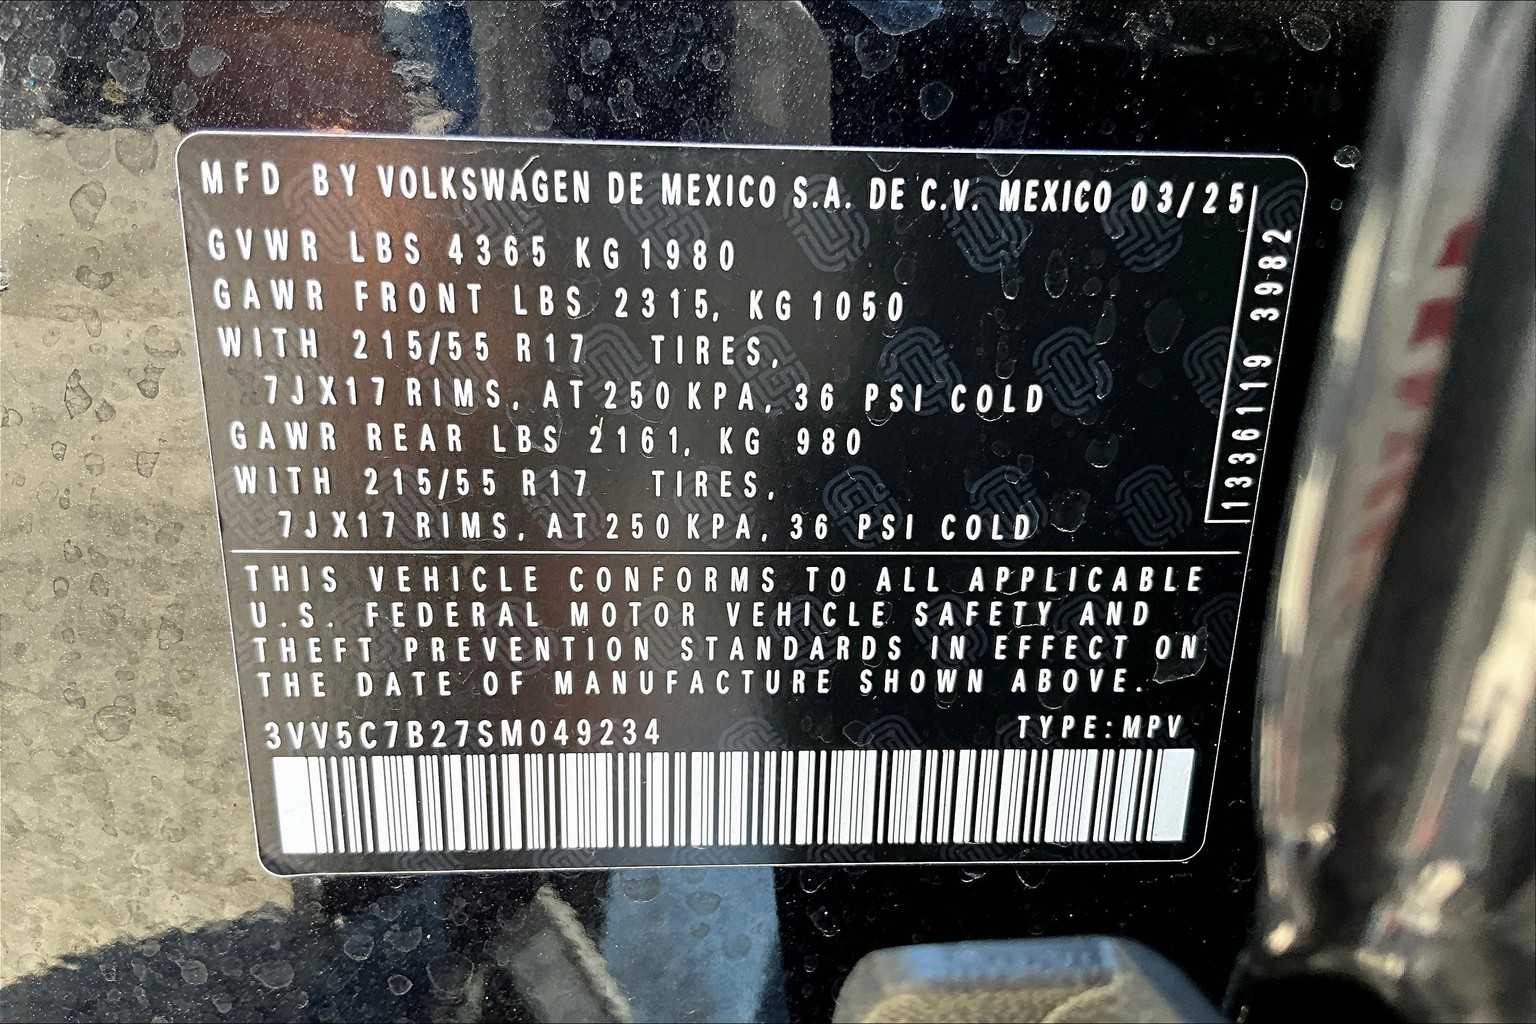 MFD BY VOLKSWAGEN DE MEXICO S.A. DE C.V. MEXICO 03/25
GVWR LBS 4365 KG 1980
GAWR FRONT LBS 2315, KG 1050
WITH 215/55 R17 TIRES,
7JX17 RIMS, AT 250 KPA, 36 PSI COLD
GAWR REAR LBS 2161, KG 980
WITH 215/55 R17 TIRES,
7JX17 RIMS, AT 250 KPA, 36 PSI COLD
1336119 3982
THIS VEHICLE CONFORMS TO ALL APPLICABLE
U.S. FEDERAL MOTOR VEHICLE SAFETY AND
THEFT PREVENTION STANDARDS IN EFFECT ON
THE DATE OF MANUFACTURE SHOWN ABOVE.
3VV5C7B27SM049234 TYPE:MPV